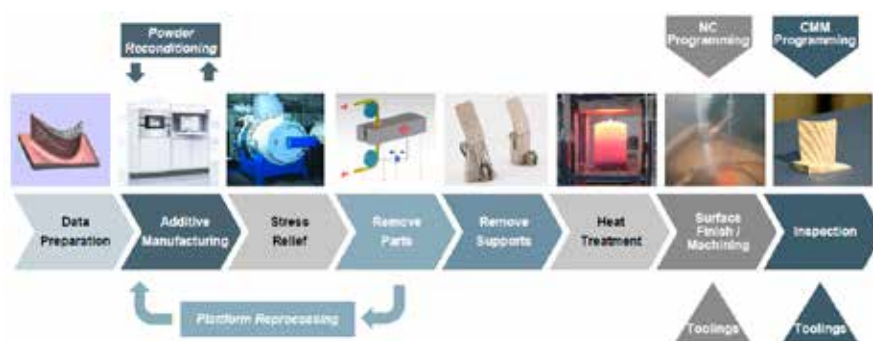 Powder
Reconditioning
NC
Programming
CMM
Programming
Data
Preparation
Additive
Manufacturing
Stress
Relief
Remove
Parts
Remove
Supports
Heat
Treatment
Surface
Finish /
Machining
Inspection
Plattform Reprocessing
Toolings
Toolings